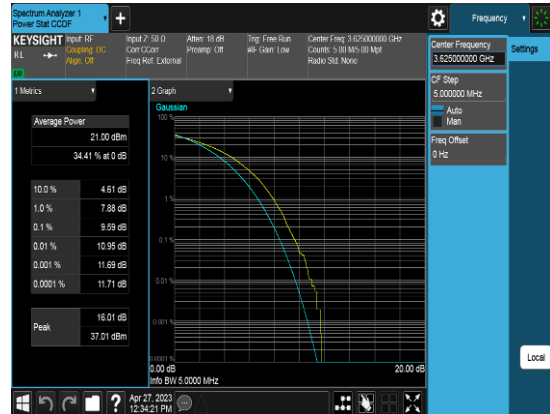 Spectrum Analyzer 1
Power Stat CCDF
+
Frequency
KEYSIGHT
RL
Input: RF
Coupling: DC
Align: Off
Input Z: 50 Ω
Corr CCorr
Freq Ref: External
Atten: 18 dB
Preamp: Off
Trig: Free Run
#IF Gain: Low
Center Freq: 3.625000000 GHz
Counts: 5.00 M/5.00 Mpt
Radio Std: None
Center Frequency
3.625000000 GHz
Settings
CF Step
5.000000 MHz
Auto
Man
Freq Offset
0 Hz
Local
1 Metrics
Average Power
21.00 dBm
34.41 % at 0 dB
10.0 % 4.61 dB
1.0 % 7.88 dB
0.1 % 9.59 dB
0.01 % 10.95 dB
0.001 % 11.69 dB
0.0001 % 11.71 dB
Peak
16.01 dB
37.01 dBm
2 Graph
Gaussian
100 %
10 %
1 %
0.1 %
0.01 %
0.001 %
0.0001 %
0.00 dB
20.00 dB
Info BW 5.0000 MHz
?
Apr 27, 2023
12:34:21 PM